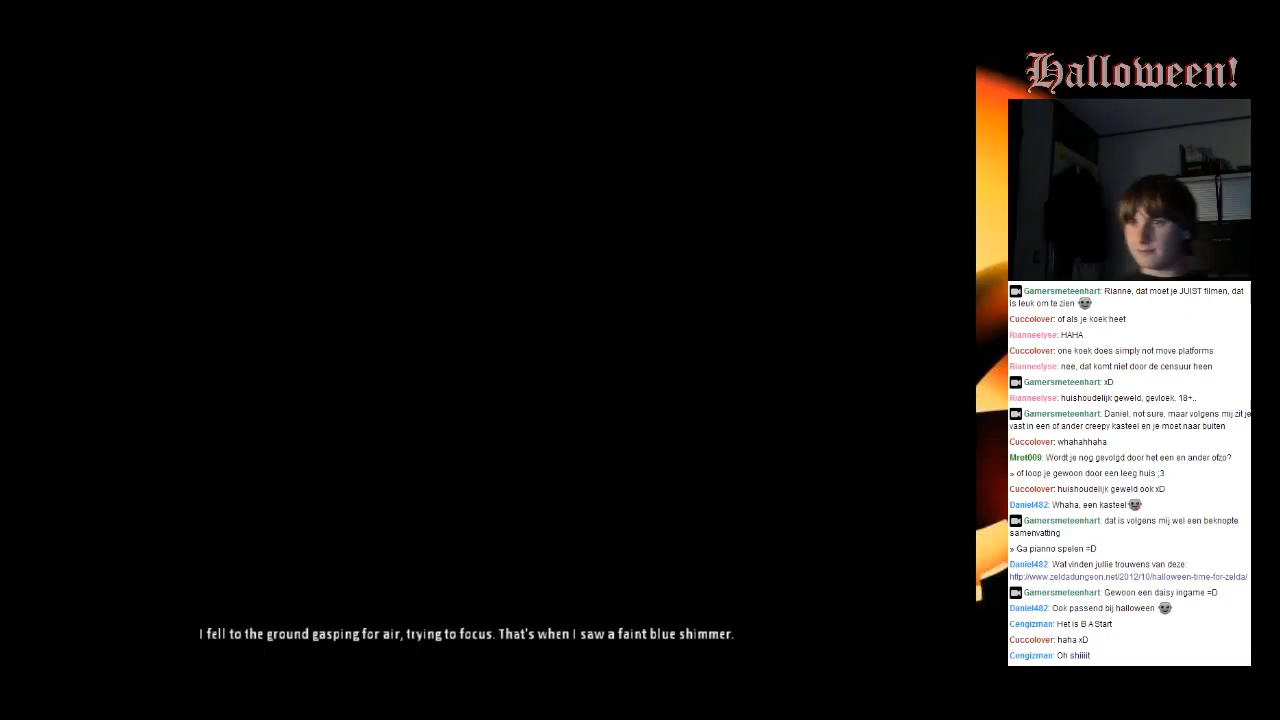 Halloween!
Gamersmeteenhart: Rianne, dat moet je JUIST filmen, dat
is leuk om te zien
Cuccolover: of als je koek heet
Rianneelyse: HAHA
Cuccolover: one koek does simply not move platforms
Rianneelyse: nee, dat komt niet door de censuur heen
Gamersmeteenhart: xD
Rianneelyse: huishoudelijk geweld, gevloek, 18+..
Gamersmeteenhart: Daniel, not sure, maar volgens mij zit je
vast in een of ander creepy kasteel en je moet naar buiten
Cuccolover: whahahhaha
Mret009: Wordt je nog gevolgd door het een en ander ofzo?
» of loop je gewoon door een leeg huis ;3
Cuccolover: huishoudelijk geweld ook xD
Daniel482: Whaha, een kasteel
Gamersmeteenhart: dat is volgens mij wel een beknopte
samenvatting
» Ga pianno spelen =D
Daniel482: Wat vinden jullie trouwens van deze:
http://www.zeldadungeon.net/2012/10/halloween-time-for-zelda/
Gamersmeteenhart: Gewoon een daisy ingame =D
Daniel482: Ook passend bij halloween
Cengizman: Het is B A Start
Cuccolover: haha xD
Cengizman: Oh shiiiit
I fell to the ground gasping for air, trying to focus. That's when I saw a faint blue shimmer.